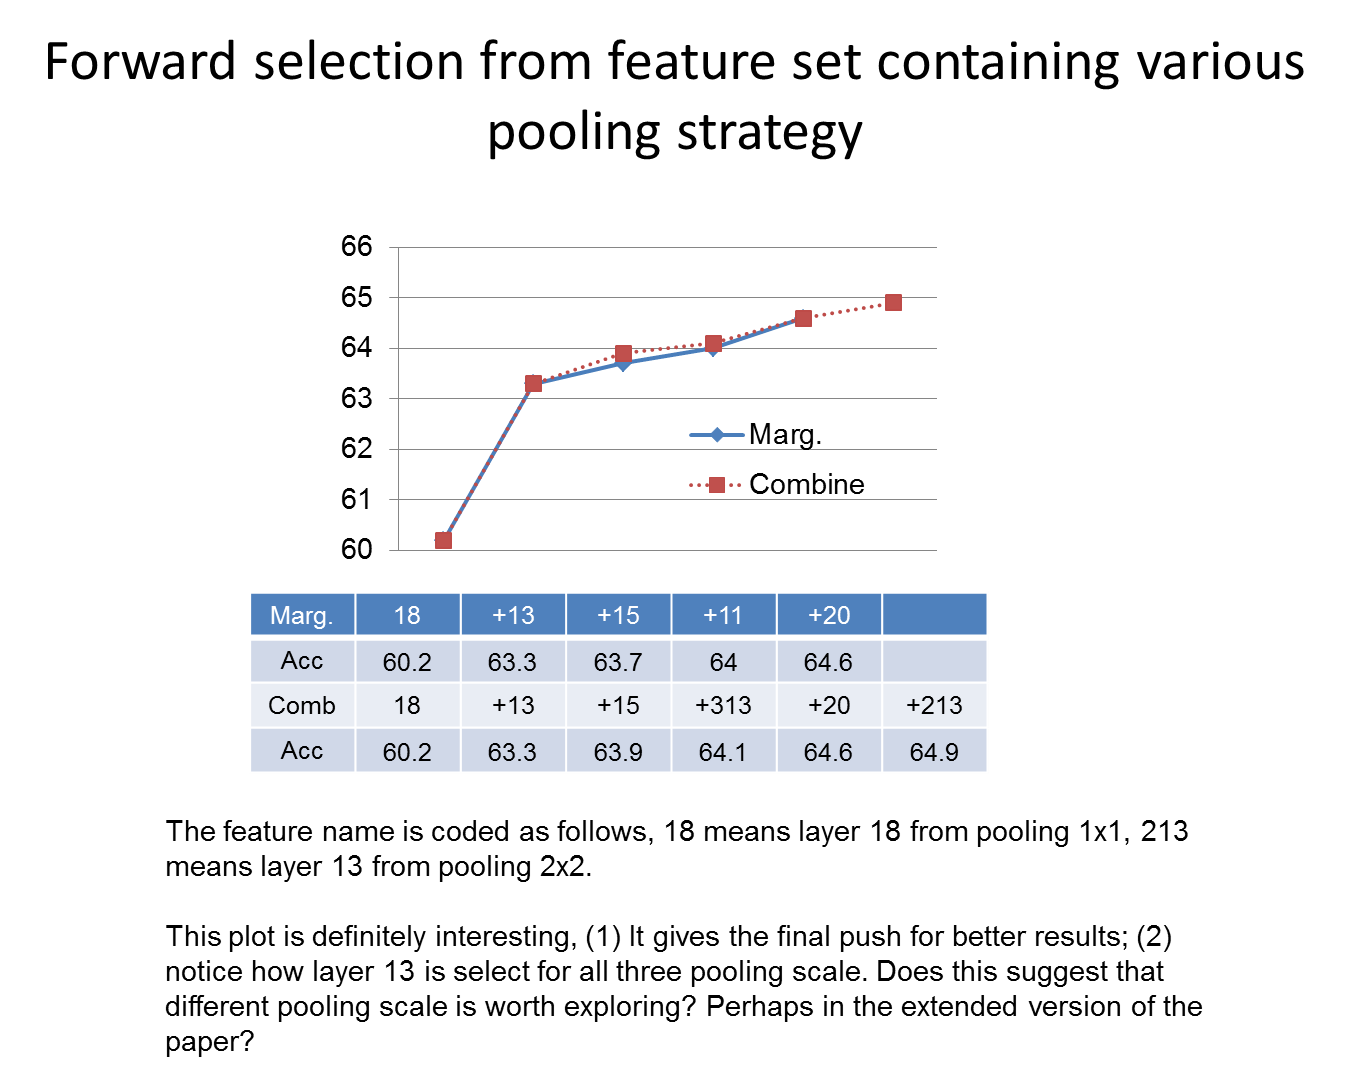 Forward selection from feature set containing various
pooling strategy
66
65
64
63
62
61
60
Marg.
Combine
Marg. 18 +13 +15 +11 +20
Acc 60.2 63.3 63.7 64 64.6
Comb 18 +13 +15 +313 +20 +213
Acc 60.2 63.3 63.9 64.1 64.6 64.9
The feature name is coded as follows, 18 means layer 18 from pooling 1x1, 213
means layer 13 from pooling 2x2.
This plot is definitely interesting, (1) It gives the final push for better results; (2)
notice how layer 13 is select for all three pooling scale. Does this suggest that
different pooling scale is worth exploring? Perhaps in the extended version of the
paper?